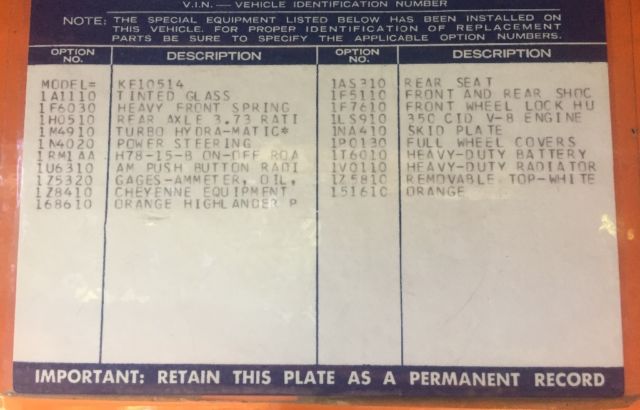 V.I.N. — VEHICLE IDENTIFICATION NUMBER
NOTE: THE SPECIAL EQUIPMENT LISTED BELOW HAS BEEN INSTALLED ON
THIS VEHICLE. FOR PROPER IDENTIFICATION OF REPLACEMENT
PARTS BE SURE TO SPECIFY THE APPLICABLE OPTION NUMBERS.
OPTION NO. DESCRIPTION OPTION NO. DESCRIPTION
MODEL= KE10514 1AS310 REAR SEAT
1A1110 TINTED GLASS 1F5110 FRONT AND REAR SHOC
1F6030 HEAVY FRONT SPRING 1F7610 FRONT WHEEL LOCK HU
1H0510 REAR AXLE 3.73 RATI 1LS910 350 CID V-8 ENGINE
1M4910 TURBO HYDRA-MATIC* 1NA410 SKID PLATE
1N4020 POWER STEERING 1P0130 FULL WHEEL COVERS
1RM1AA H78-15-B ON-OFF ROA 1T6010 HEAVY-DUTY BATTERY
1U6310 AM PUSH BUTTON RADI 1V0110 HEAVY-DUTY RADIATOR
1Z5320 GAGES-AMMETER, OIL, 1Z5810 REMOVABLE TOP-WHITE
1Z8410 CHEYENNE EQUIPMENT 151610 ORANGE
168610 ORANGE HIGHLANDER P
IMPORTANT: RETAIN THIS PLATE AS A PERMANENT RECORD